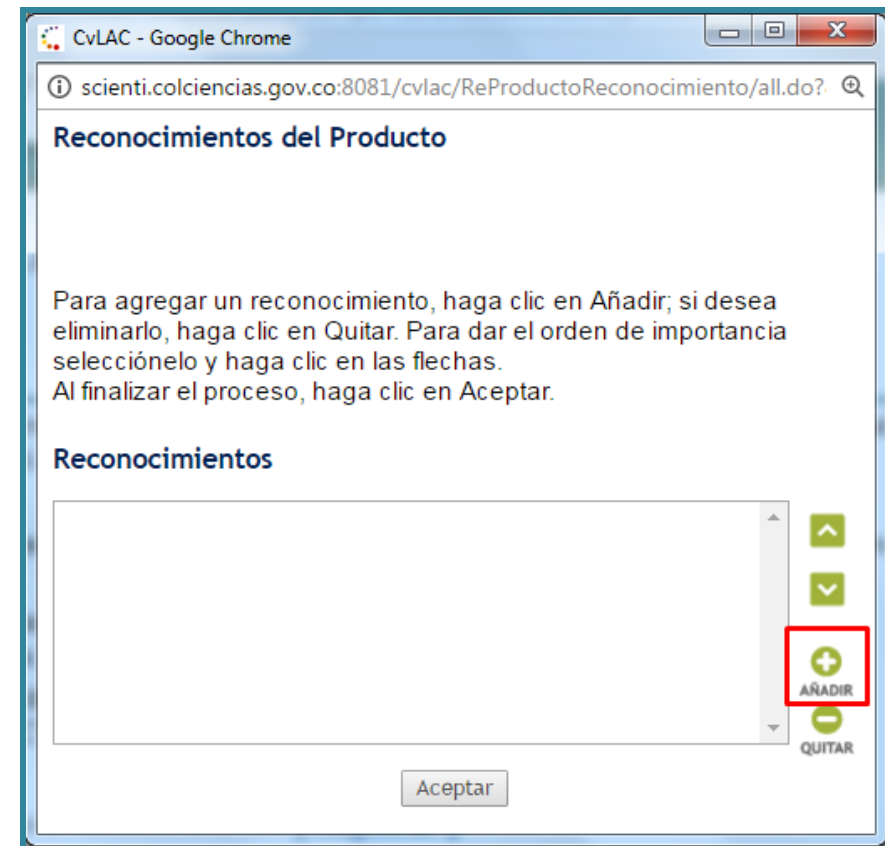 CvLAC - Google Chrome
scienti.colciencias.gov.co:8081/cvlac/ReProductoReconocimiento/all.do?
Reconocimientos del Producto
Para agregar un reconocimiento, haga clic en Añadir; si desea
eliminarlo, haga clic en Quitar. Para dar el orden de importancia
selecciónelo y haga clic en las flechas.
Al finalizar el proceso, haga clic en Aceptar.
Reconocimientos
AÑADIR
QUITAR
Aceptar